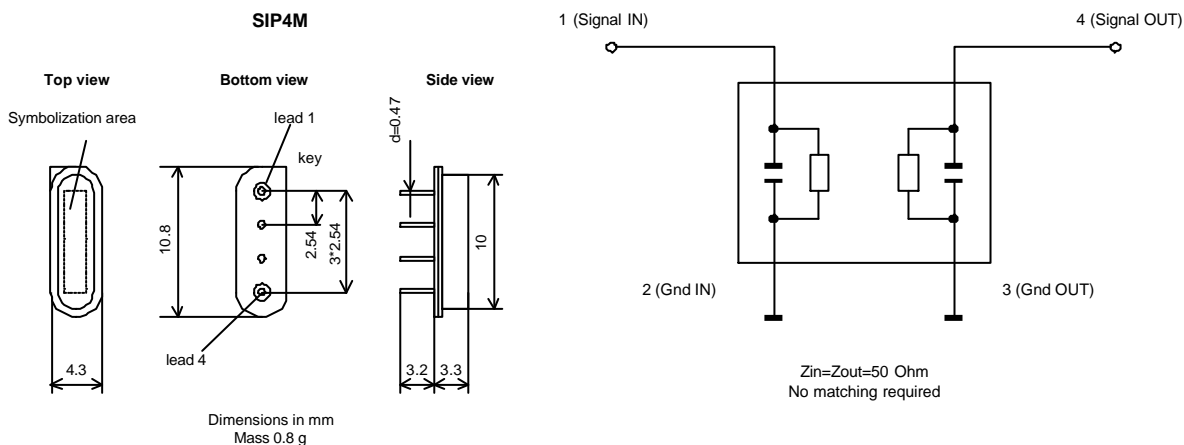 SIP4M
Top view
Bottom view
Side view
Symbolization area
lead 1
key
d=0.47
10.8
2.54
3*2.54
10
lead 4
4.3
3.2
3.3
Dimensions in mm
Mass 0.8 g
1 (Signal IN)
4 (Signal OUT)
2 (Gnd IN)
3 (Gnd OUT)
Zin=Zout=50 Ohm
No matching required